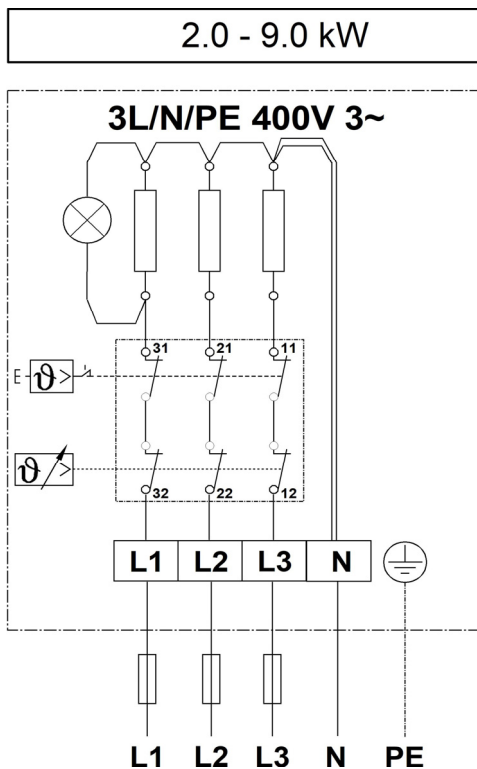 2.0 - 9.0 kW
3L/N/PE 400V 3~
31 21 11
ϑ >
ϑ >
32 22 12
L1 L2 L3 N
L1 L2 L3 N PE